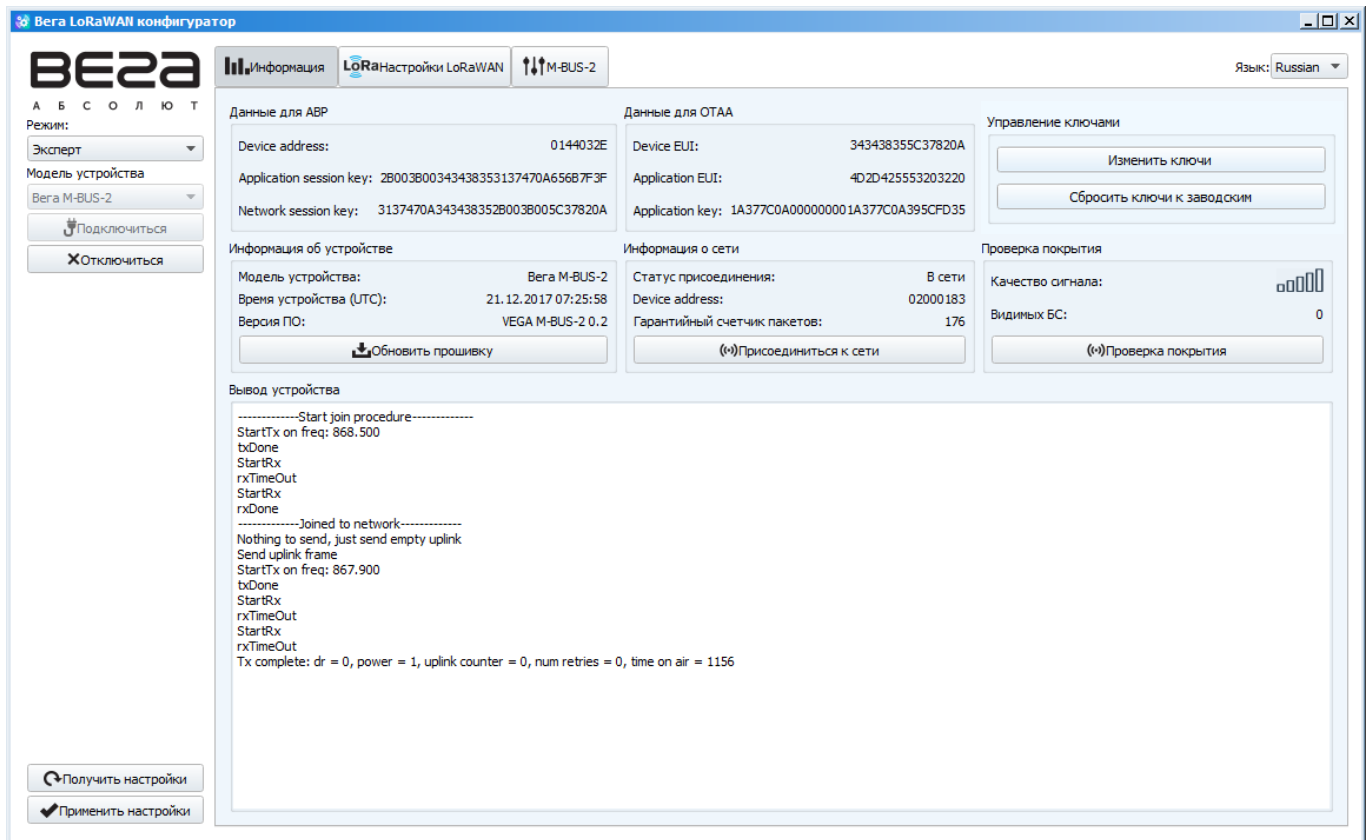 Вега LoRaWAN конфигуратор
ВЕГА
АБСОЛЮТ
Режим:
Эксперт
Модель устройства
Вега M-BUS-2
Подключиться
Отключиться
Получить настройки
Применить настройки
Информация
LoRa Настройки LoRaWAN
M-BUS-2
Язык: Russian
Данные для ABP
Device address: 0144032E
Application session key: 2B003B00343438353137470A656B7F3F
Network session key: 3137470A343438352B003B005C37820A
Данные для OTAA
Device EUI: 343438355C37820A
Application EUI: 4D2D425553203220
Application key: 1A377C0A000000001A377C0A395CFD35
Управление ключами
Изменить ключи
Сбросить ключи к заводским
Информация об устройстве
Модель устройства: Вега M-BUS-2
Время устройства (UTC): 21.12.2017 07:25:58
Версия ПО: VEGA M-BUS-2 0.2
Обновить прошивку
Информация о сети
Статус присоединения: В сети
Device address: 02000183
Гарантийный счетчик пакетов: 176
Присоединиться к сети
Проверка покрытия
Качество сигнала:
Видимых БС: 0
Проверка покрытия
Вывод устройства
-------------Start join procedure-------------
StartTx on freq: 868.500
txDone
StartRx
rxTimeOut
StartRx
rxDone
-------------Joined to network-------------
Nothing to send, just send empty uplink
Send uplink frame
StartTx on freq: 867.900
txDone
StartRx
rxTimeOut
StartRx
rxTimeOut
Tx complete: dr = 0, power = 1, uplink counter = 0, num retries = 0, time on air = 1156